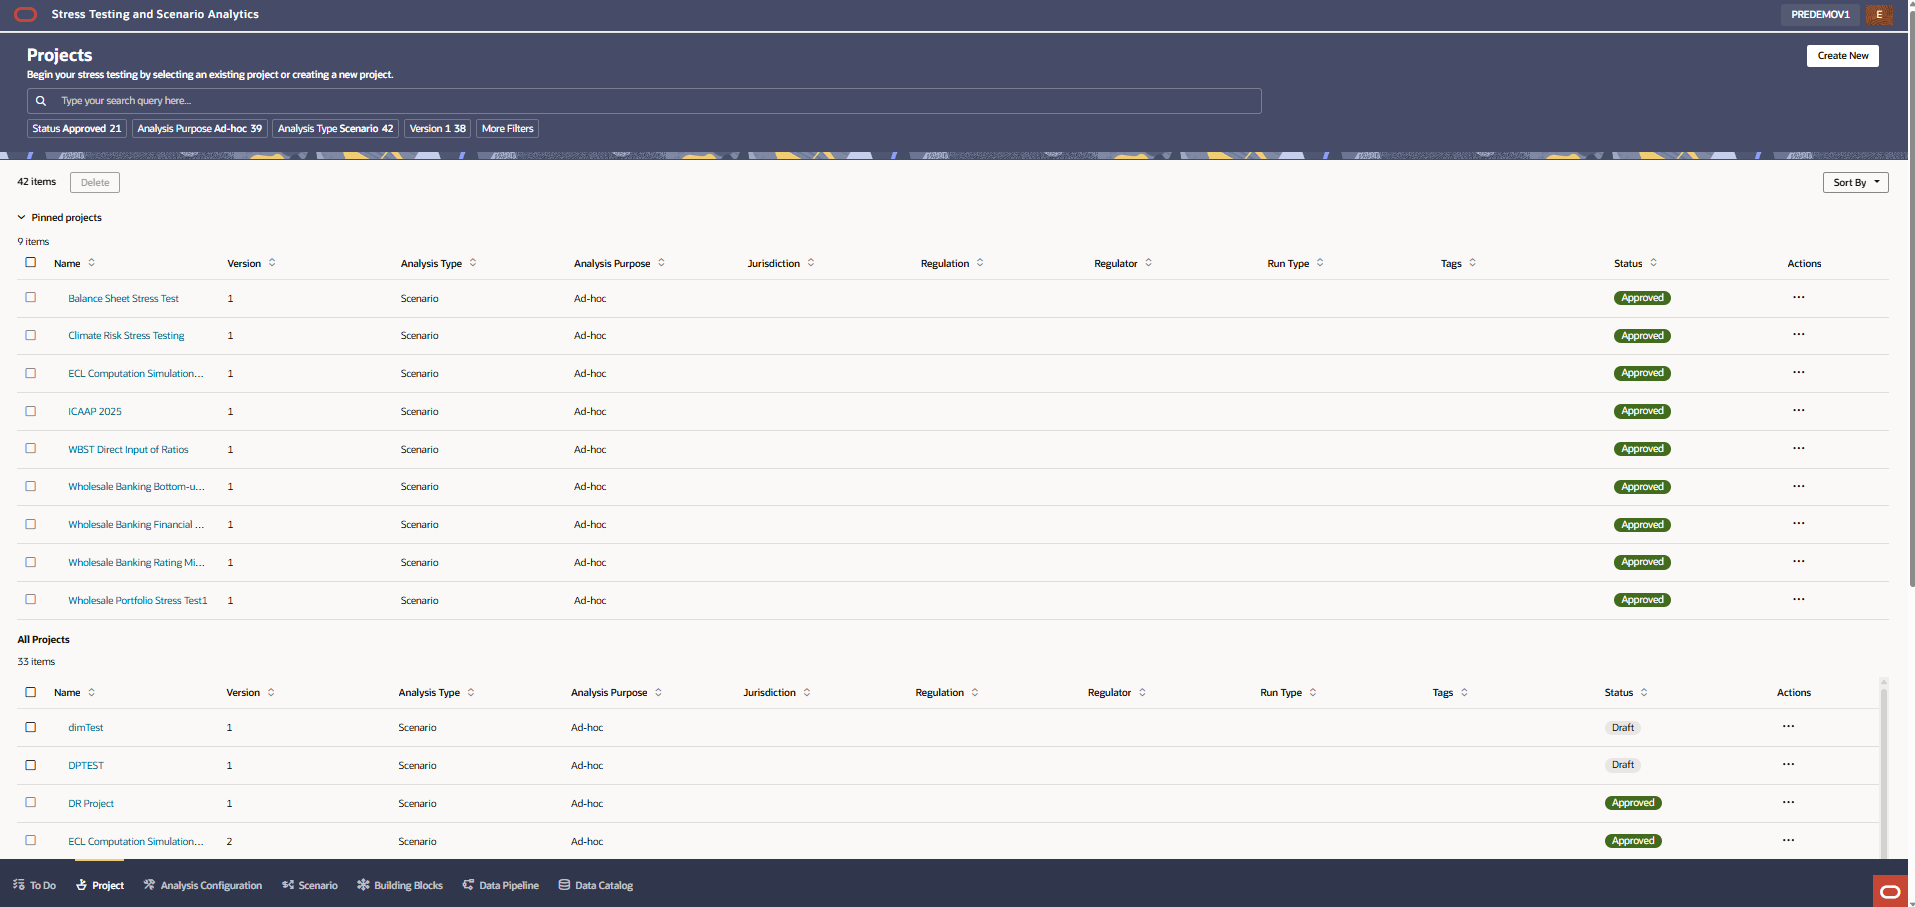 Stress Testing and Scenario Analytics
PREDEMOV1
E
Projects
Begin your stress testing by selecting an existing project or creating a new project.
Create New
Type your search query here...
Status Approved 21 Analysis Purpose Ad-hoc 39 Analysis Type Scenario 42 Version 1 38 More Filters
42 items Delete Sort By
Pinned projects
9 items
Name Version Analysis Type Analysis Purpose Jurisdiction Regulation Regulator Run Type Tags Status Actions
Balance Sheet Stress Test 1 Scenario Ad-hoc Approved ...
Climate Risk Stress Testing 1 Scenario Ad-hoc Approved ...
ECL Computation Simulation... 1 Scenario Ad-hoc Approved ...
ICAAP 2025 1 Scenario Ad-hoc Approved ...
WBST Direct Input of Ratios 1 Scenario Ad-hoc Approved ...
Wholesale Banking Bottom-u... 1 Scenario Ad-hoc Approved ...
Wholesale Banking Financial ... 1 Scenario Ad-hoc Approved ...
Wholesale Banking Rating Mi... 1 Scenario Ad-hoc Approved ...
Wholesale Portfolio Stress Test1 1 Scenario Ad-hoc Approved ...
All Projects
33 items
Name Version Analysis Type Analysis Purpose Jurisdiction Regulation Regulator Run Type Tags Status Actions
dimTest 1 Scenario Ad-hoc Draft ...
DPTEST 1 Scenario Ad-hoc Draft ...
DR Project 1 Scenario Ad-hoc Approved ...
ECL Computation Simulation... 2 Scenario Ad-hoc Approved ...
To Do Project Analysis Configuration Scenario Building Blocks Data Pipeline Data Catalog